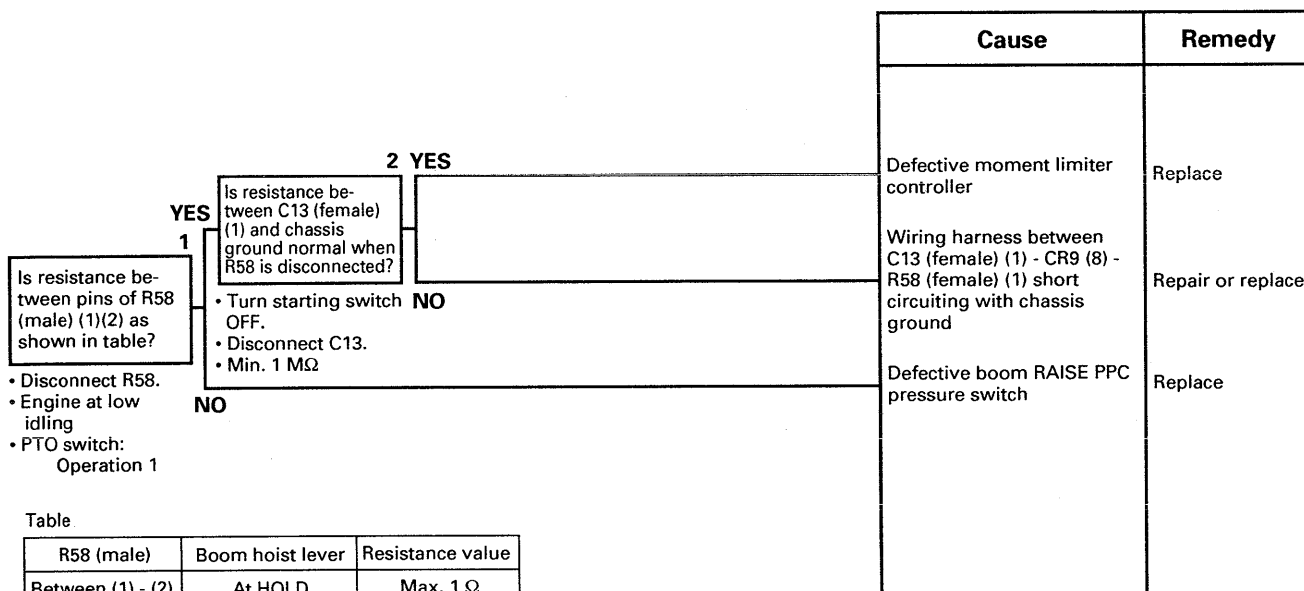 Cause
Remedy
2 YES
Defective moment limiter
controller
Replace
Is resistance be-
tween C13 (female)
(1) and chassis
ground normal when
R58 is disconnected?
YES
1
Wiring harness between
C13 (female) (1) - CR9 (8) -
R58 (female) (1) short
circuiting with chassis
ground
Repair or replace
Is resistance be-
tween pins of R58
(male) (1)(2) as
shown in table?
• Turn starting switch
OFF.
• Disconnect C13.
• Min. 1 MΩ
NO
Defective boom RAISE PPC
pressure switch
Replace
• Disconnect R58.
• Engine at low
idling
• PTO switch:
Operation 1
NO
Table
R58 (male)
Boom hoist lever
Resistance value
Between (1) - (2)
At HOLD
Max. 1 Ω